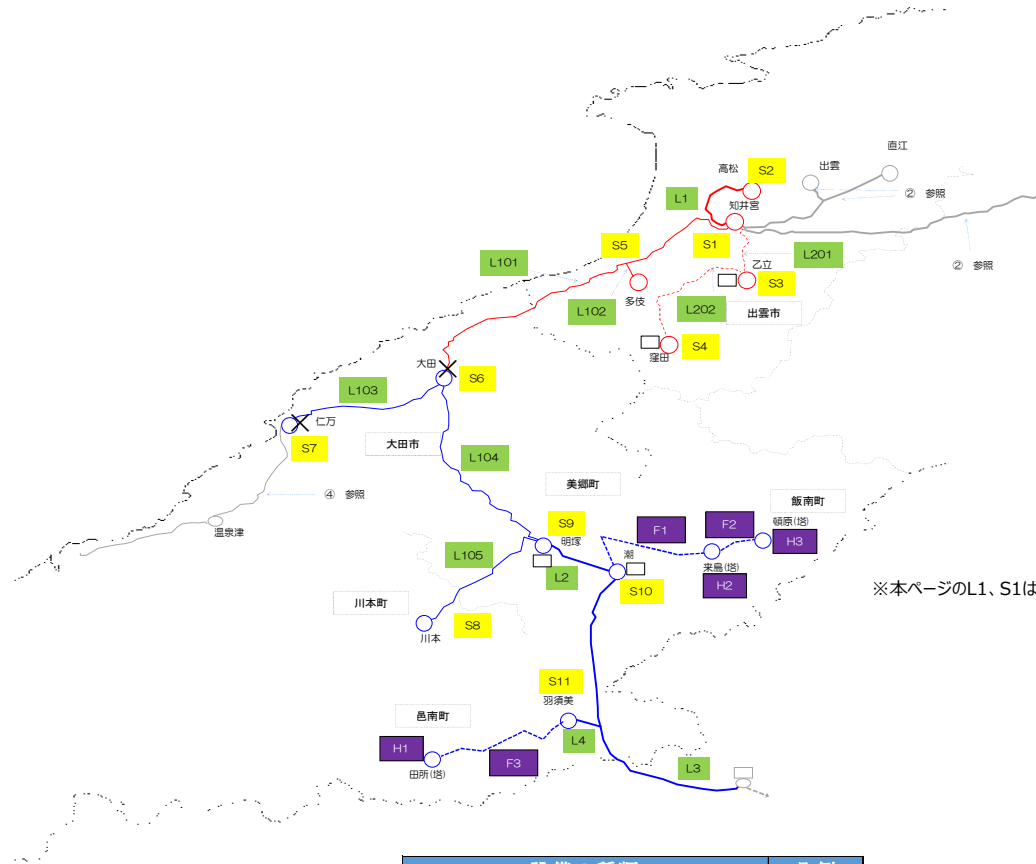 直江
出雲
高松
S2
② 参照
L1
知井宮
S5
S1
L201
L101
乙立
② 参照
S3
L102
多伎
L202
出雲市
窪田
S4
大田
S6
L103
仁万
S7
大田市
L104
④ 参照
美郷町
飯南町
温泉津
S9
明塚
F1
F2
頓原(塔)
H3
潮
L105
L2
来島(塔)
H2
S10
※本ページのL1、S1は
川本町
川本
S8
S11
羽須美
邑南町
L4
H1
田所(塔)
F3
L3